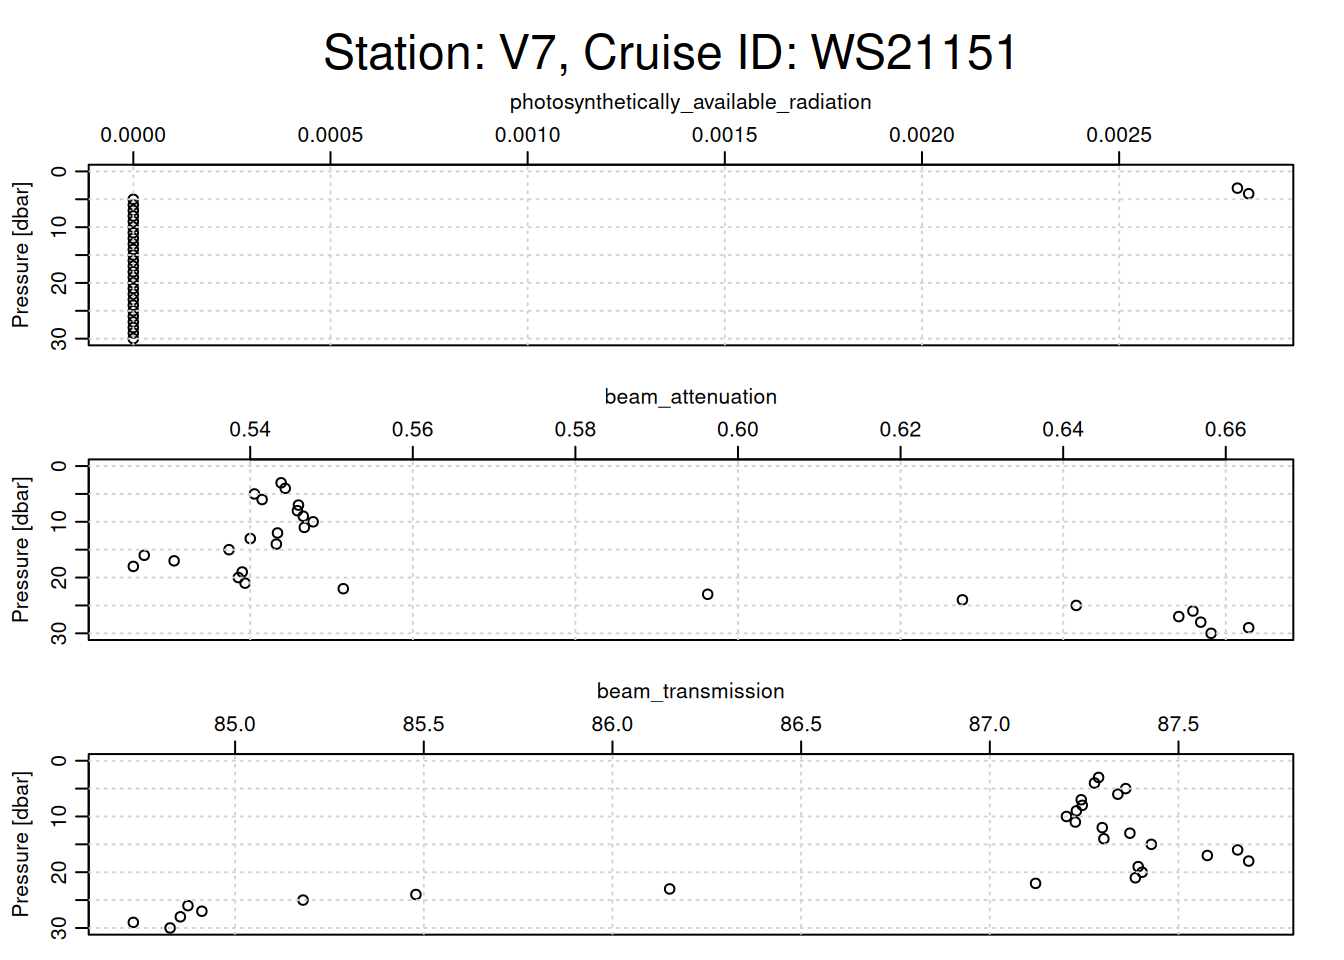 Station: V7, Cruise ID: WS21151
photosynthetically_available_radiation
0.0000 0.0005 0.0010 0.0015 0.0020 0.0025
Pressure [dbar]
0
10
20
30
beam_attenuation
0.54 0.56 0.58 0.60 0.62 0.64 0.66
Pressure [dbar]
0
10
20
30
beam_transmission
85.0 85.5 86.0 86.5 87.0 87.5
Pressure [dbar]
0
10
20
30